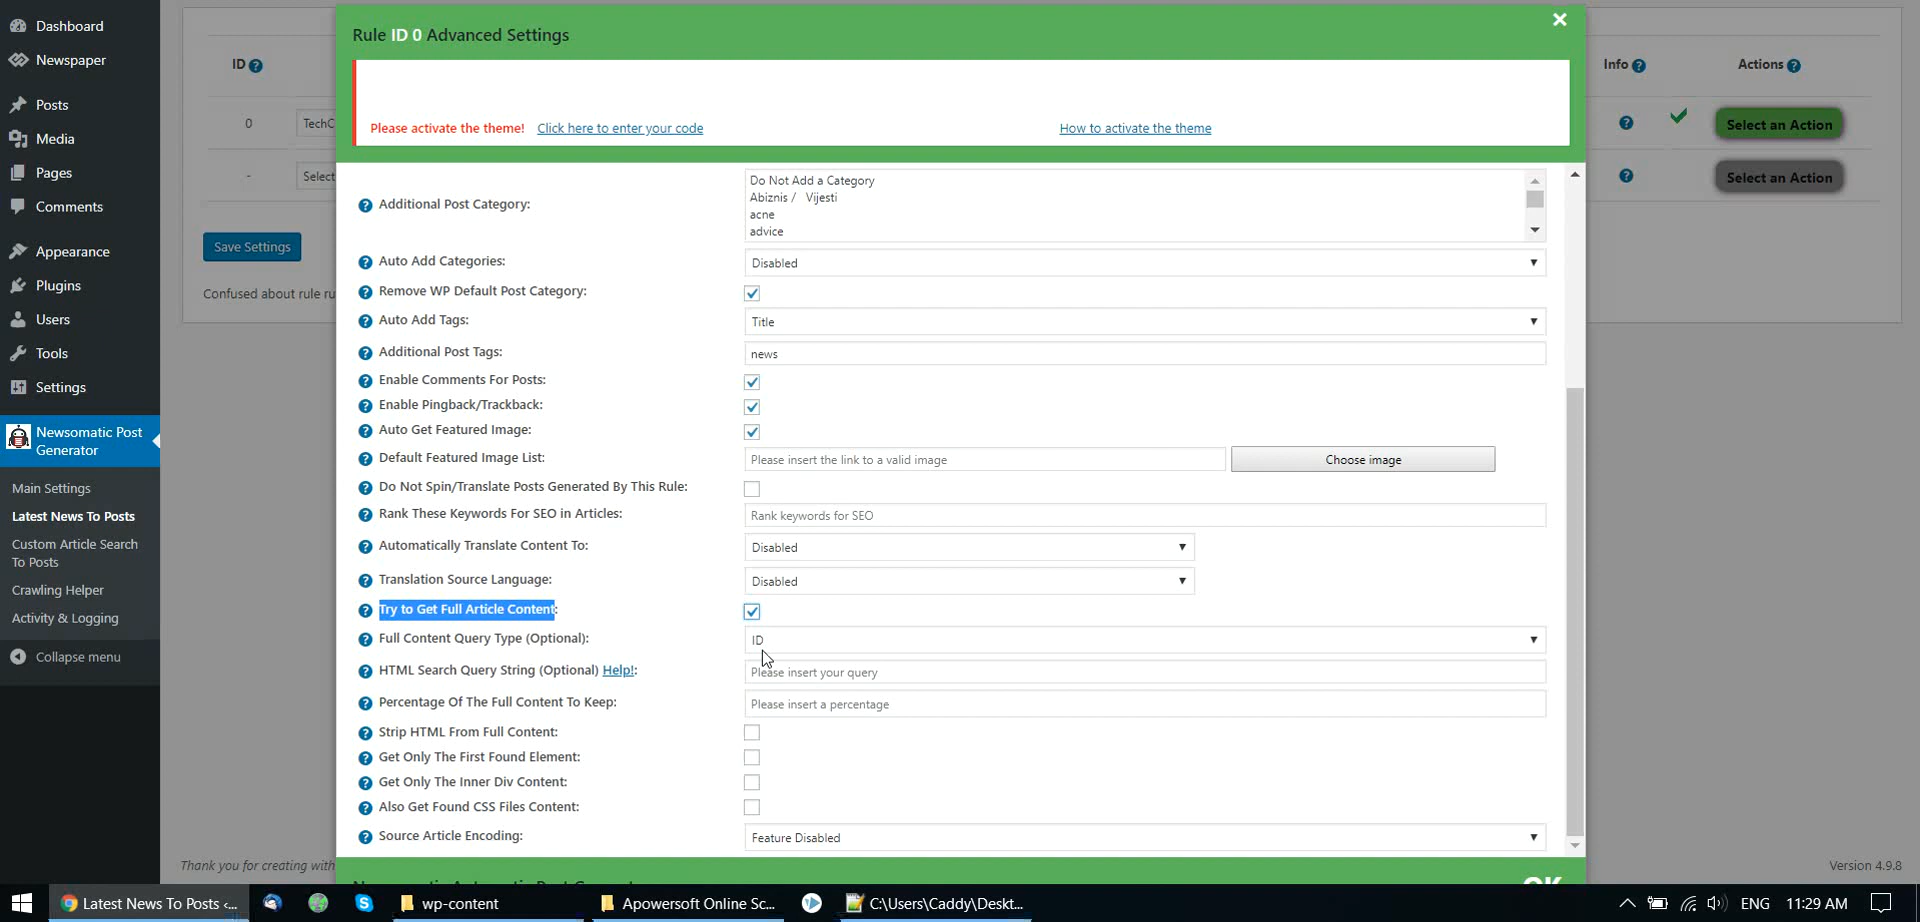 Dashboard
Newspaper
Posts
Media
Pages
Comments
Appearance
Plugins
Users
Tools
Settings
Newsomatic Post
Generator
Main Settings
Latest News To Posts
Custom Article Search
To Posts
Crawling Helper
Activity & Logging
Collapse menu
ID
0
TechC
-
Select
Save Settings
Confused about rule ru
Thank you for creating with
Rule ID 0 Advanced Settings
Please activate the theme! Click here to enter your code
How to activate the theme
Additional Post Category:
Do Not Add a Category
Abiznis / Vijesti
acne
advice
Auto Add Categories:
Disabled
Remove WP Default Post Category:
Auto Add Tags:
Title
Additional Post Tags:
news
Enable Comments For Posts:
Enable Pingback/Trackback:
Auto Get Featured Image:
Default Featured Image List:
Please insert the link to a valid image
Choose image
Do Not Spin/Translate Posts Generated By This Rule:
Rank These Keywords For SEO in Articles:
Rank keywords for SEO
Automatically Translate Content To:
Disabled
Translation Source Language:
Disabled
Try to Get Full Article Content:
Full Content Query Type (Optional):
ID
HTML Search Query String (Optional) Help!:
Please insert your query
Percentage Of The Full Content To Keep:
Please insert a percentage
Strip HTML From Full Content:
Get Only The First Found Element:
Get Only The Inner Div Content:
Also Get Found CSS Files Content:
Source Article Encoding:
Feature Disabled
Info
Actions
Select an Action
Select an Action
Version 4.9.8
Latest News To Posts <...
wp-content
Apowersoft Online Sc...
C:\Users\Caddy\Deskt...
ENG
11:29 AM